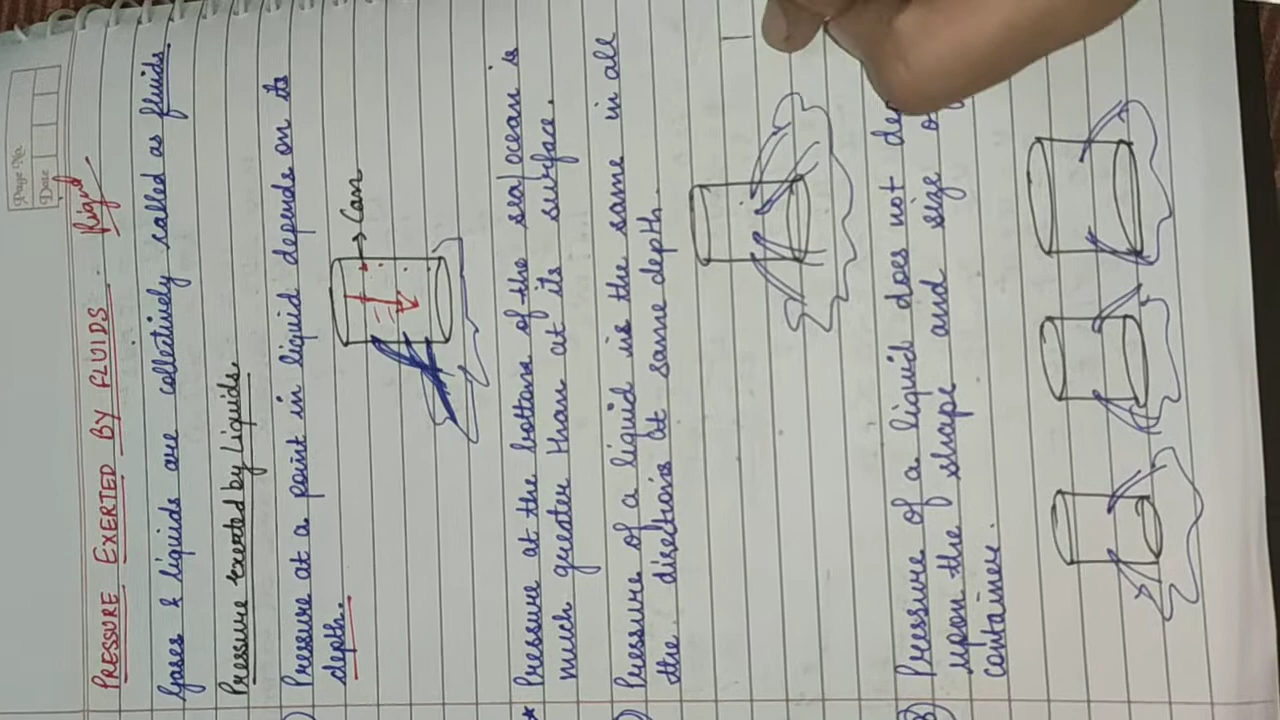 Page No.
Date
PRESSURE EXERTED BY FLUIDS. Rigid
Gases & liquids are collectively called as fluids
Pressure exerted by Liquids.
Pressure at a point in liquid depends on its
depth.
→ Can
* Pressure at the bottom of the sea/ocean is
much greater than at its surface.
Pressure of a liquid is the same in all
the directions at same depth.
3) Pressure of a liquid does not
upon the shape and size
container.